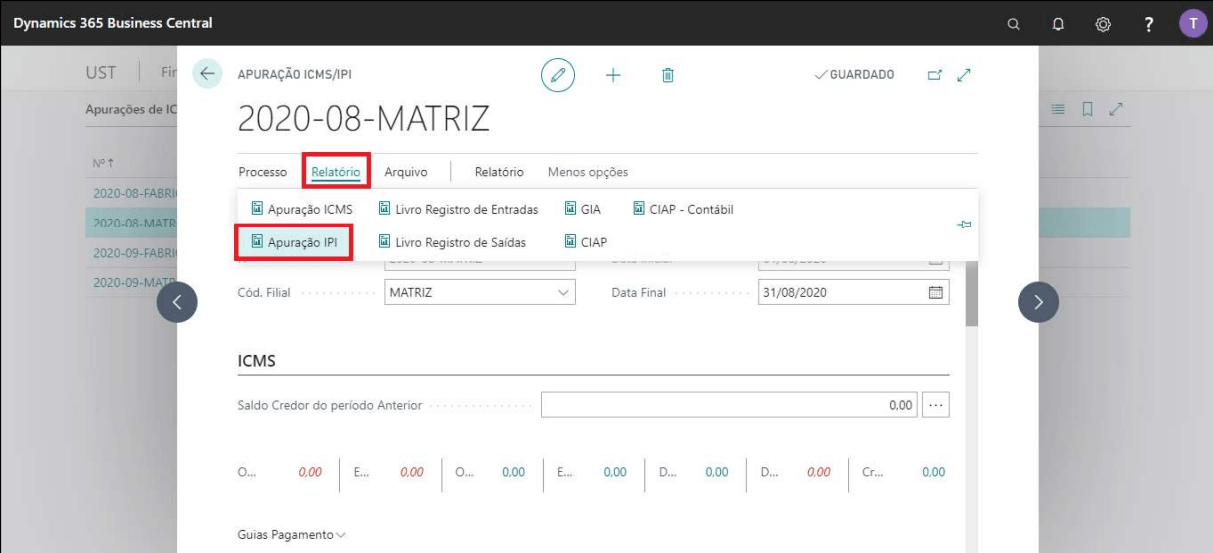 Dynamics 365 Business Central
?
T
UST
APURAÇÃO ICMS/IPI
GUARDADO
Apurações de IC
2020-08-MATRIZ
Nº ↑
Processo Relatório Arquivo Relatório Menos opções
2020-08-FABRI
Apuração ICMS Livro Registro de Entradas GIA CIAP - Contábil
2020-08-MATR
Apuração IPI Livro Registro de Saídas CIAP
2020-09-FABRI
2020-09-MATR
Cód. Filial MATRIZ Data Final 31/08/2020
ICMS
Saldo Credor do período Anterior 0,00 ...
O... 0,00 E... 0,00 O... 0,00 E... 0,00 D... 0,00 D... 0,00 Cr... 0,00
Guias Pagamento